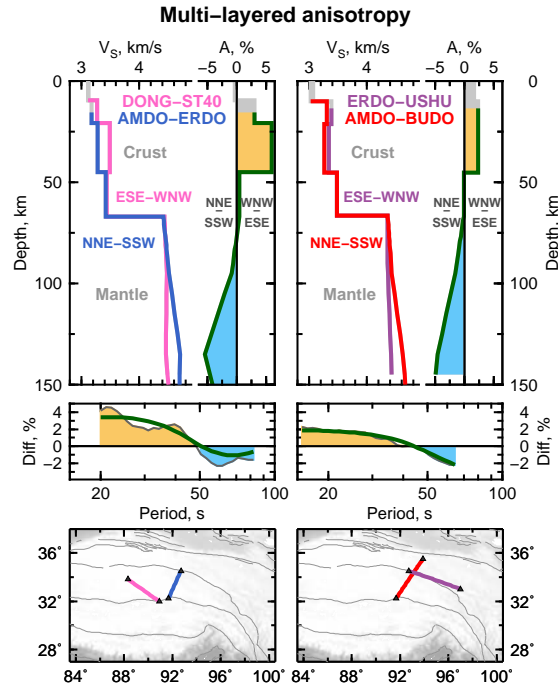 Multi−layered anisotropy
V S, km/s A, % V S, km/s A, %
3 4 −5 0 5 3 4 −5 0 5
0 0
DONG−ST40 ERDO−USHU
AMDO−ERDO AMDO−BUDO
Crust Crust
50 50
ESE−WNW ESE−WNW
NNE − SSW WNW − ESE NNE − SSW WNW − ESE
NNE−SSW NNE−SSW
Depth, km Depth, km
100 100
Mantle Mantle
150 150
4 4
2 2
0 0
−2 −2
Diff, % Diff, %
20 50 100 20 50 100
Period, s Period, s
36° 36°
32° 32°
28° 28°
84° 88° 92° 96° 100° 84° 88° 92° 96° 100°